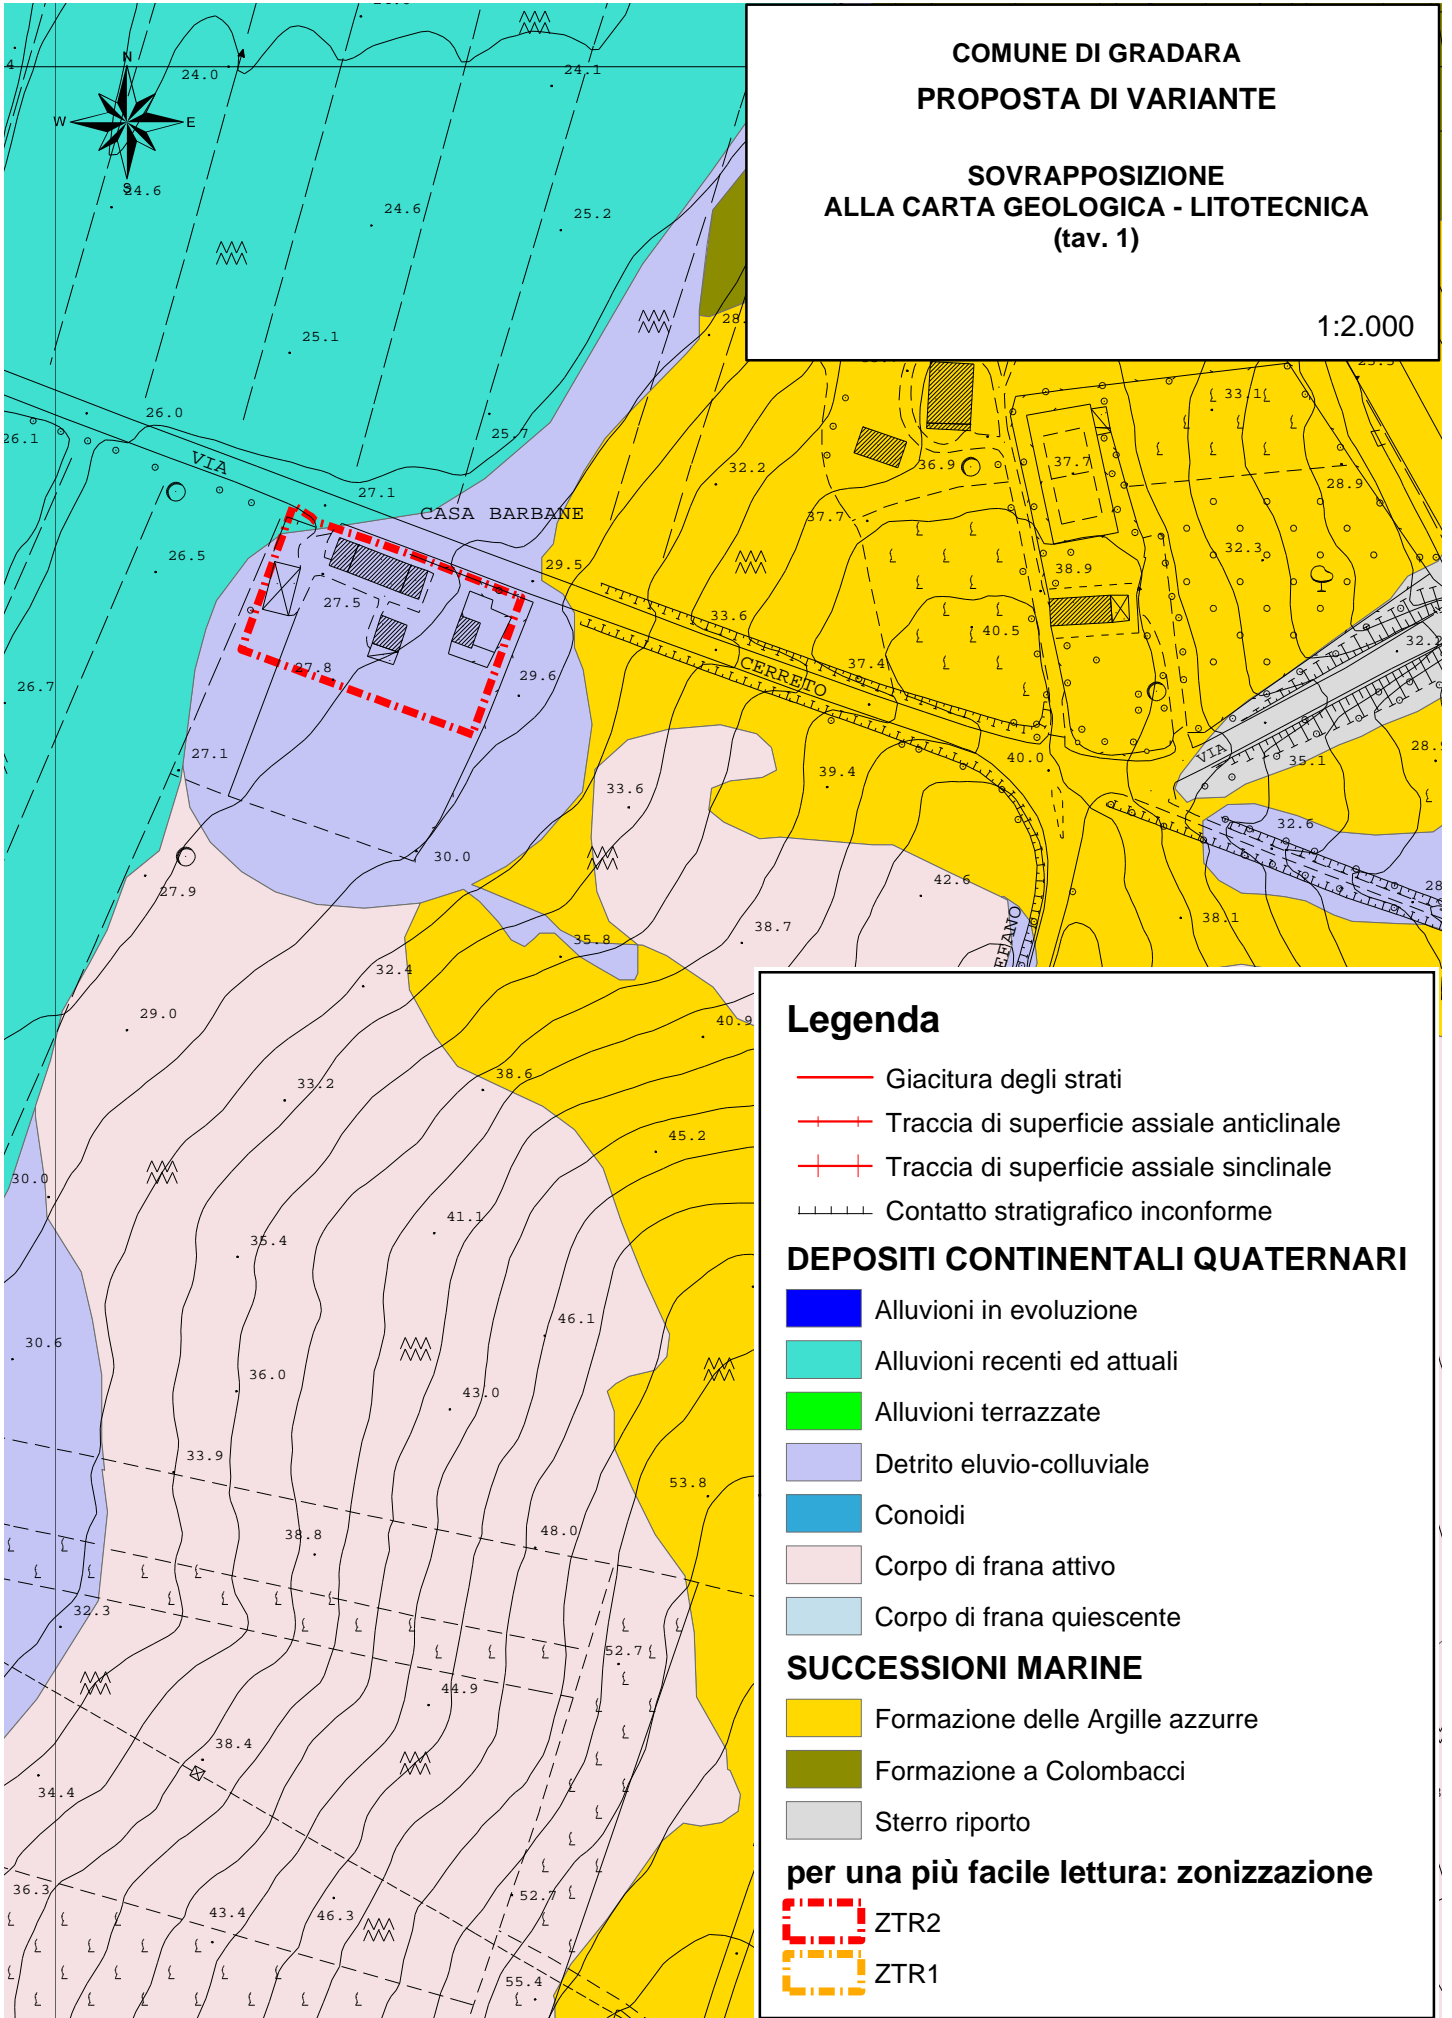 COMUNE DI GRADARA
PROPOSTA DI VARIANTE
SOVRAPPOSIZIONE
ALLA CARTA GEOLOGICA - LITOTECNICA
(tav. 1)
1:2.000
N
W
E
S
24.0
24.1
24.6
24.6
25.2
25.1
26.0
26.1
25.7
VIA
27.1
CASA BARBANE
26.5
27.5
29.5
32.2
37.7
36.9
37.7
33.1
28.9
32.3
38.9
33.6
40.5
37.4
CERRETO
32.2
27.8
29.6
26.7
27.1
33.6
39.4
40.0
VIA
35.1
32.6
30.0
27.9
42.6
38.1
35.8
38.7
EFANO
32.4
29.0
40.9
33.2
38.6
45.2
30.0
41.1
35.4
46.1
30.6
36.0
43.0
33.9
53.8
38.8
48.0
32.3
52.7
44.9
38.4
34.4
36.3
43.4
46.3
52.7
55.4
Legenda
Giacitura degli strati
Traccia di superficie assiale anticlinale
Traccia di superficie assiale sinclinale
Contatto stratigrafico inconforme
DEPOSITI CONTINENTALI QUATERNARI
Alluvioni in evoluzione
Alluvioni recenti ed attuali
Alluvioni terrazzate
Detrito eluvio-colluviale
Conoidi
Corpo di frana attivo
Corpo di frana quiescente
SUCCESSIONI MARINE
Formazione delle Argille azzurre
Formazione a Colombacci
Sterro riporto
per una più facile lettura: zonizzazione
ZTR2
ZTR1